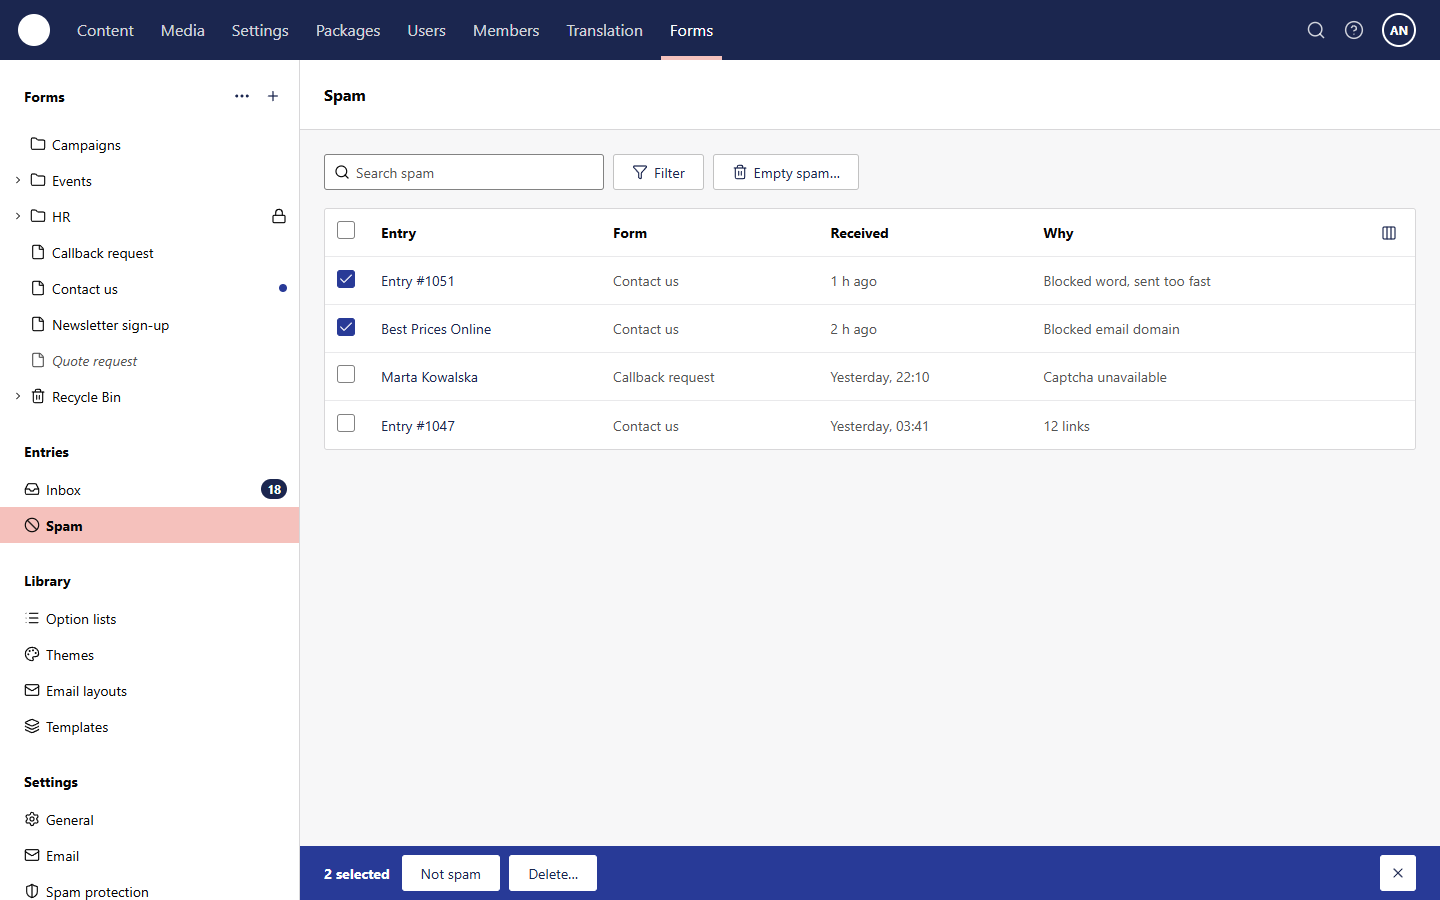 Content Media Settings Packages Users Members Translation Forms AN
Forms
Campaigns
Events
HR
Callback request
Contact us
Newsletter sign-up
Quote request
Recycle Bin
Entries
Inbox 18
Spam
Library
Option lists
Themes
Email layouts
Templates
Settings
General
Email
Spam protection
Spam
Search spam Filter Empty spam...
Entry Form Received Why
Entry #1051 Contact us 1 h ago Blocked word, sent too fast
Best Prices Online Contact us 2 h ago Blocked email domain
Marta Kowalska Callback request Yesterday, 22:10 Captcha unavailable
Entry #1047 Contact us Yesterday, 03:41 12 links
2 selected Not spam Delete...